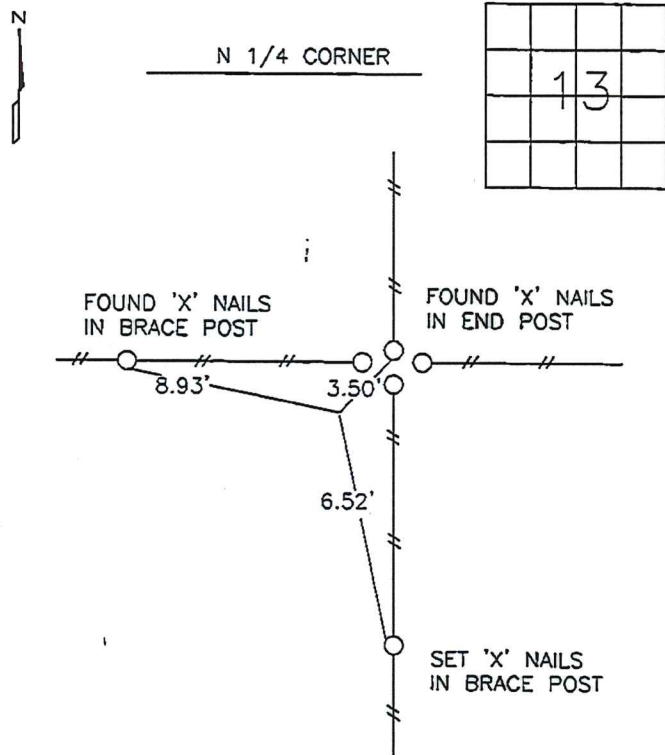 N
N 1/4 CORNER
13
FOUND 'X' NAILS
IN BRACE POST
FOUND 'X' NAILS
IN END POST
8.93'
3.50'
6.52'
SET 'X' NAILS
IN BRACE POST